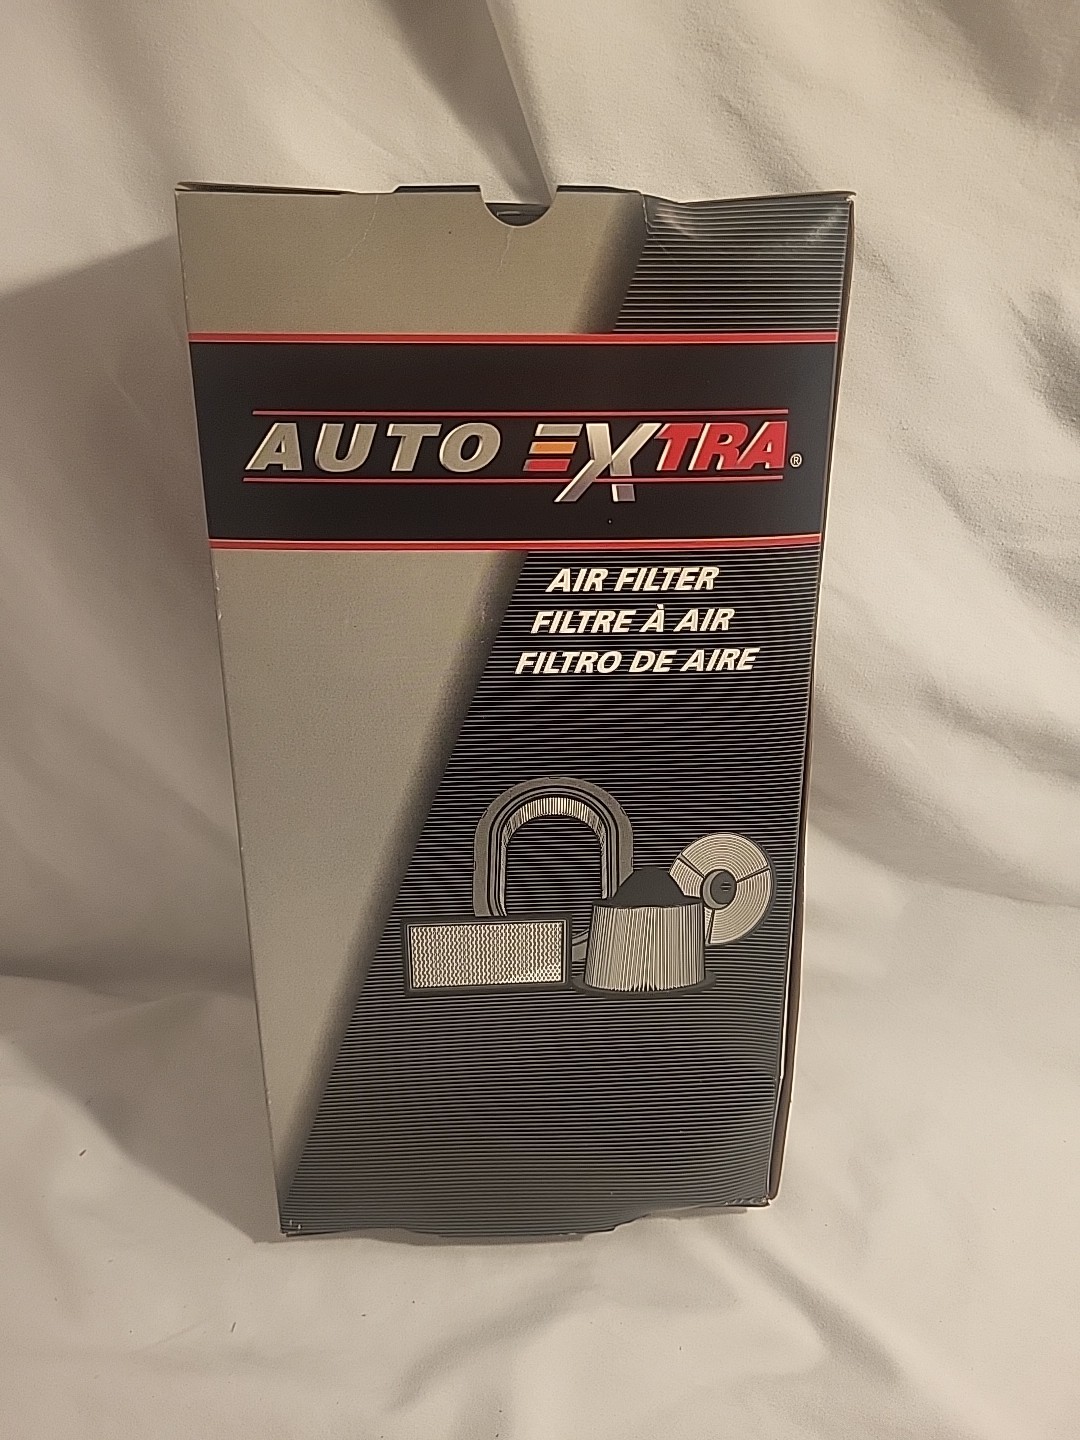 AUTO EXTRA®
AIR FILTER
FILTRE À AIR
FILTRO DE AIRE